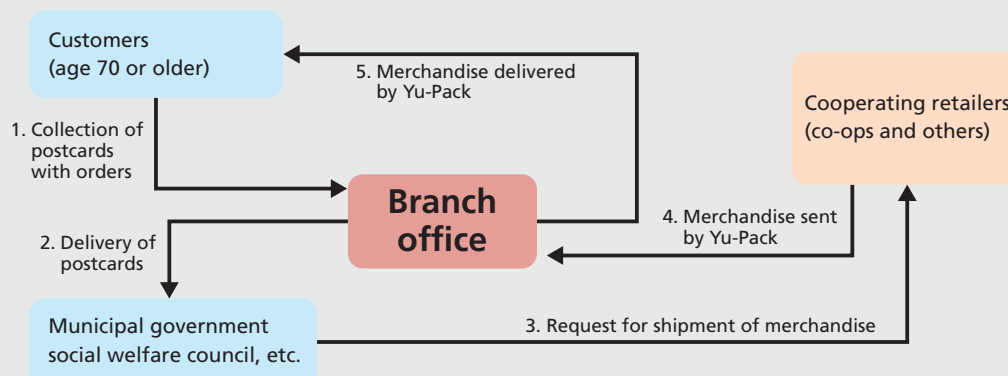 Customers
(age 70 or older)
5. Merchandise delivered
by Yu-Pack
Cooperating retailers
(co-ops and others)
1. Collection of
postcards
with orders
Branch
office
4. Merchandise sent
by Yu-Pack
2. Delivery of
postcards
Municipal government
social welfare council, etc.
3. Request for shipment of merchandise